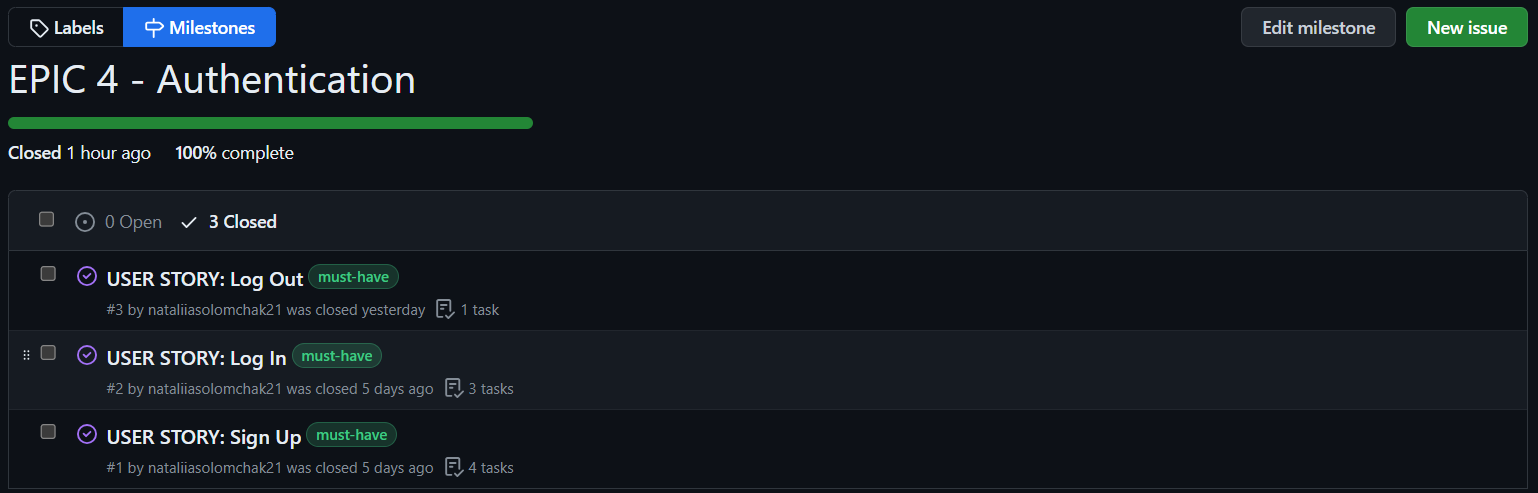 Labels Milestones Edit milestone New issue
EPIC 4 - Authentication
Closed 1 hour ago 100% complete
0 Open 3 Closed
USER STORY: Log Out must-have
#3 by nataliiasolomchak21 was closed yesterday 1 task
USER STORY: Log In must-have
#2 by nataliiasolomchak21 was closed 5 days ago 3 tasks
USER STORY: Sign Up must-have
#1 by nataliiasolomchak21 was closed 5 days ago 4 tasks